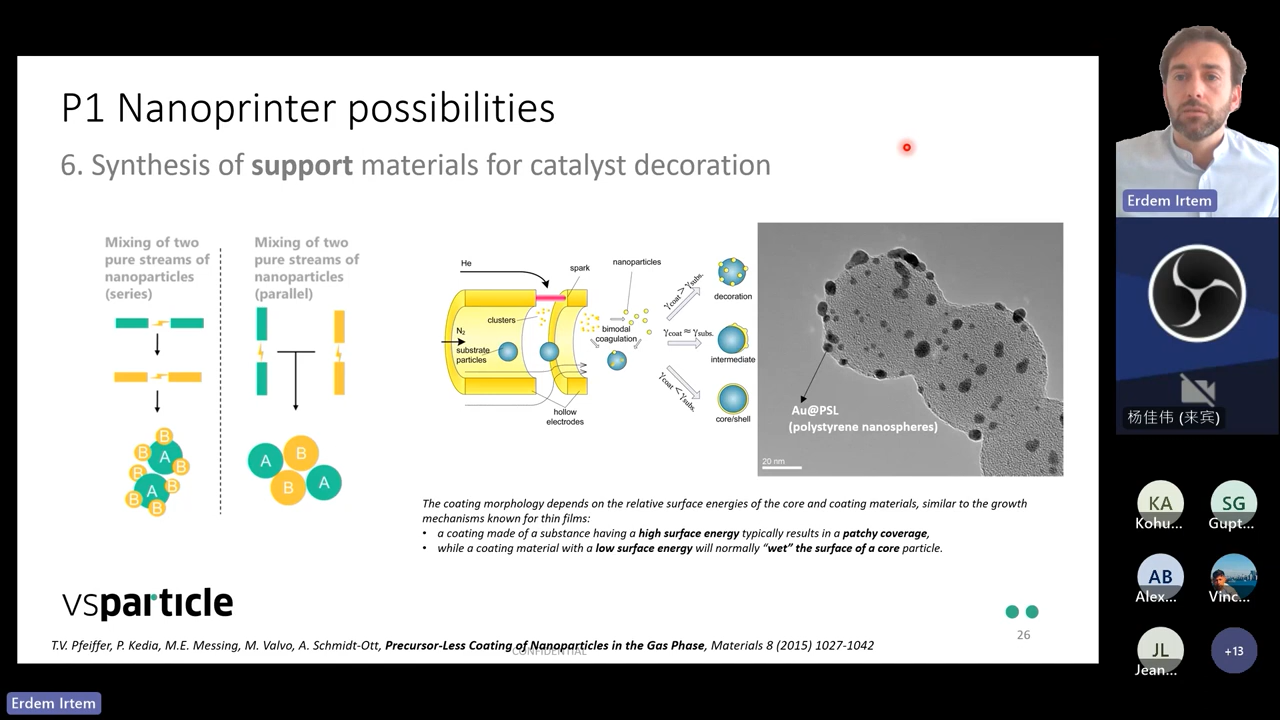 P1 Nanoprinter possibilities
6. Synthesis of support materials for catalyst decoration
Mixing of two
pure streams of
nanoparticles
(series)
A
B
B
B
B
A
B
B
B
Mixing of two
pure streams of
nanoparticles
(parallel)
A
B
B
A
He
spark
nanoparticles
clusters
N2
substrate
particles
bimodal
coagulation
hollow
electrodes
γcoat > γsubs.
decoration
γcoat ≈ γsubs.
intermediate
γcoat < γsubs.
core/shell
Au@PSL
(polystyrene nanospheres)
20 nm
The coating morphology depends on the relative surface energies of the core and coating materials, similar to the growth
mechanisms known for thin films:
• a coating made of a substance having a high surface energy typically results in a patchy coverage,
• while a coating material with a low surface energy will normally “wet” the surface of a core particle.
vsparticle
26
T.V. Pfeiffer, P. Kedia, M.E. Messing, M. Valvo, A. Schmidt-Ott, Precursor-Less Coating of Nanoparticles in the Gas Phase, Materials 8 (2015) 1027-1042
CONFIDENTIAL
Erdem Irtem
Erdem Irtem
杨佳伟 (来宾)
KA
Kohu...
SG
Gupt...
AB
Alex...
Vinc...
JL
Jean...
+13